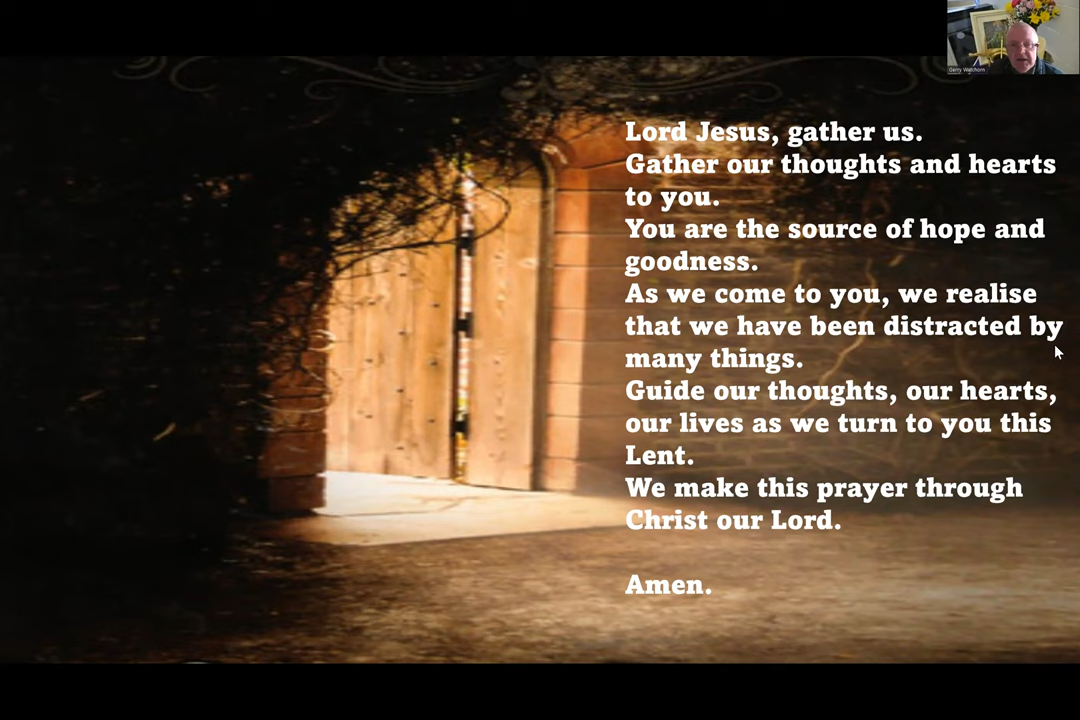 Gerry Watchorn
Lord Jesus, gather us.
Gather our thoughts and hearts
to you.
You are the source of hope and
goodness.
As we come to you, we realise
that we have been distracted by
many things.
Guide our thoughts, our hearts,
our lives as we turn to you this
Lent.
We make this prayer through
Christ our Lord.
Amen.